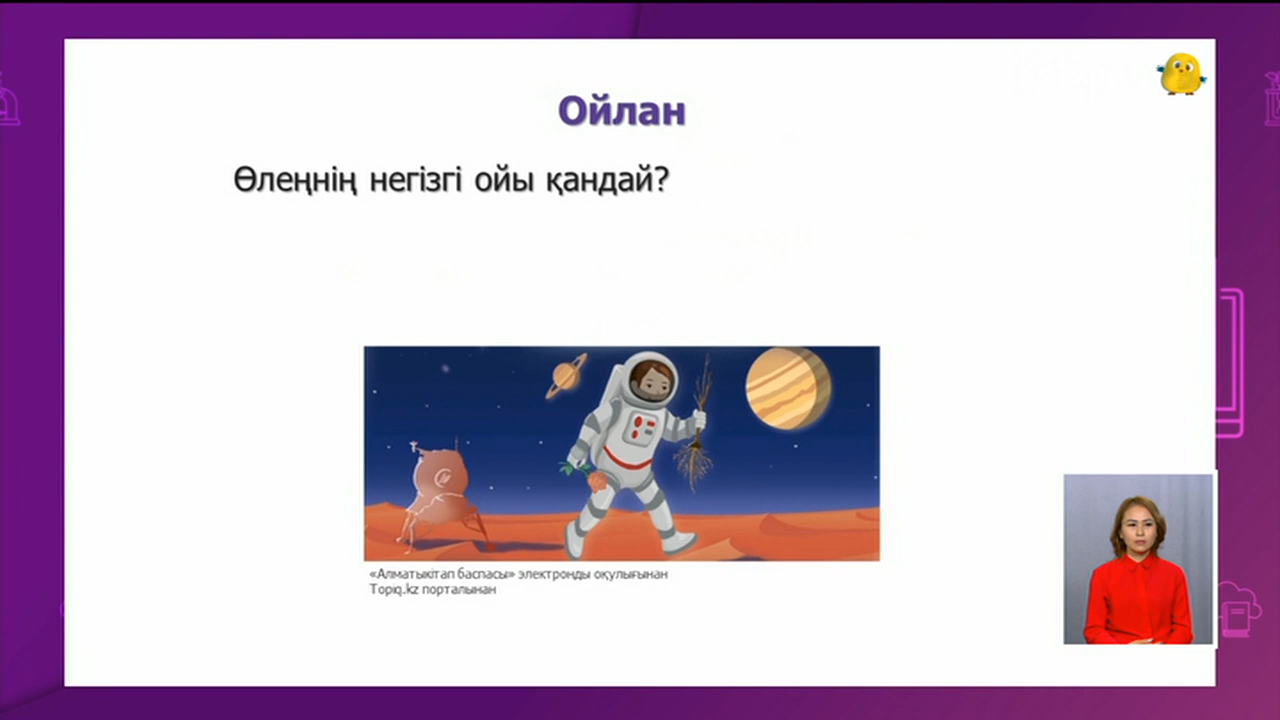 Ойлан
Өлеңнің негізгі ойы қандай?
«Алматыкітап баспасы» электронды оқулығынан
Topiq.kz порталынан